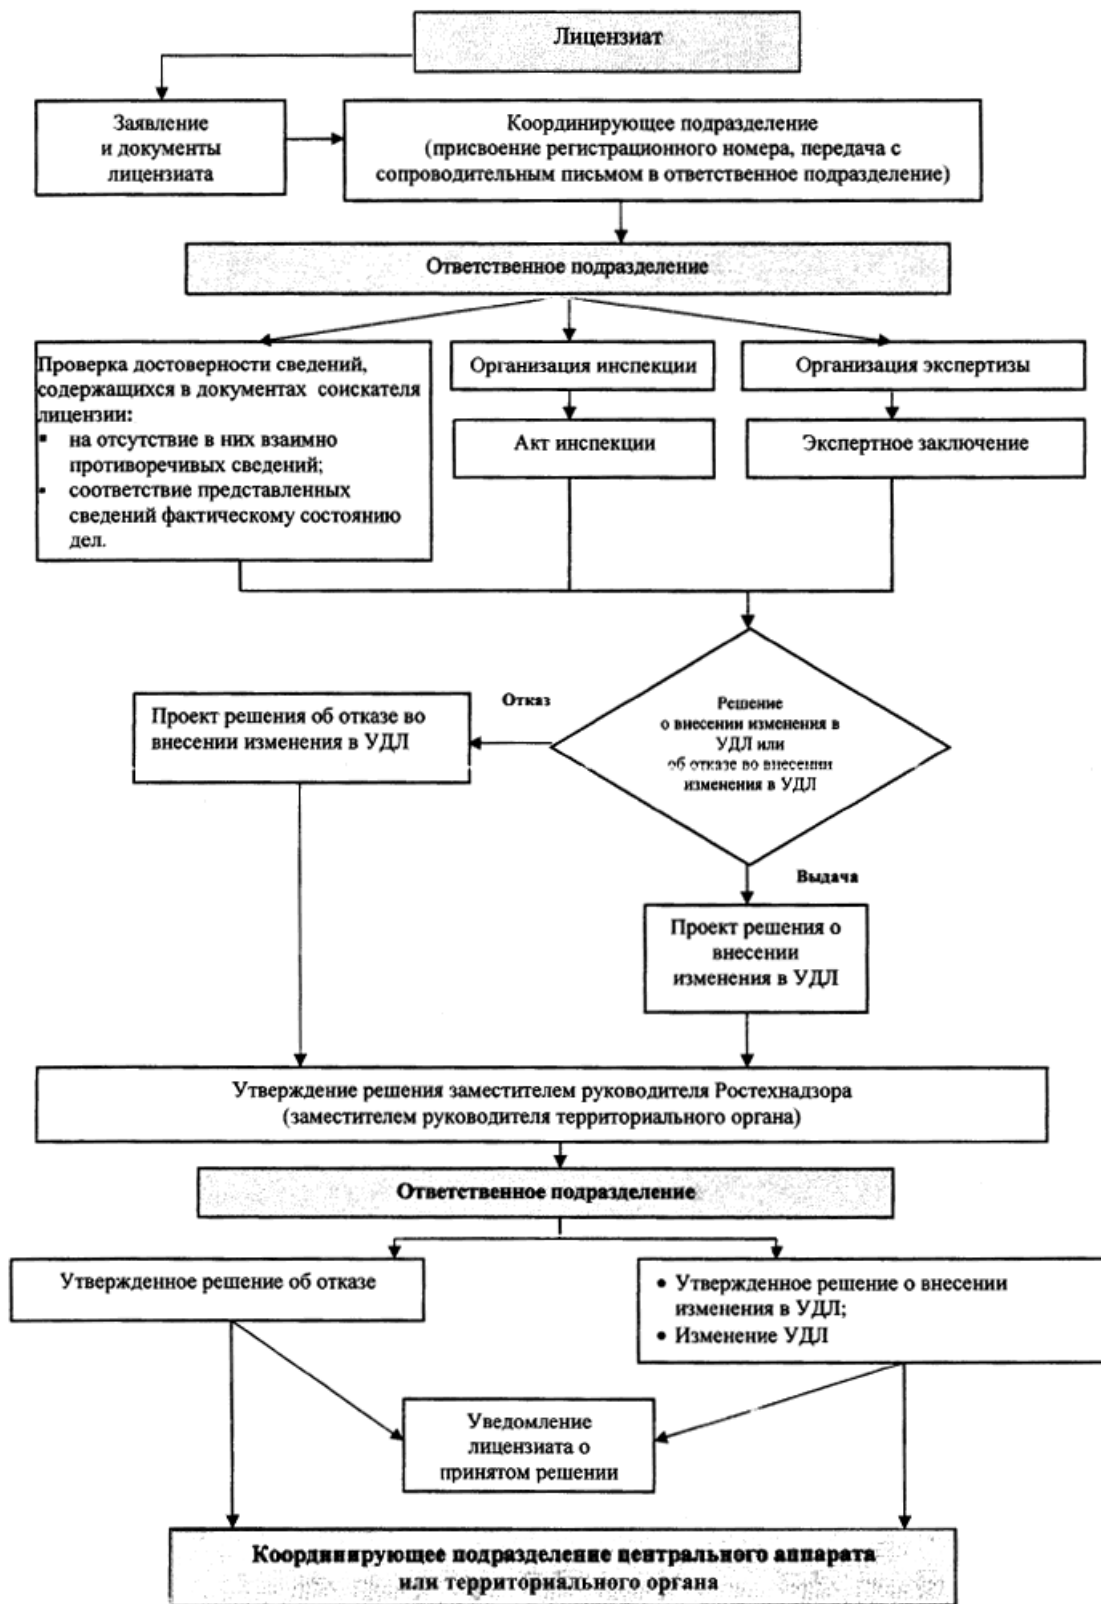 Лицензиат
Заявление
и документы
лицензиата
Координирующее подразделение
(присвоение регистрационного номера, передача с
сопроводительным письмом в ответственное подразделение)
Ответственное подразделение
Проверка достоверности сведений,
содержащихся в документах соискателя
лицензии:
▪ на отсутствие в них взаимно
противоречивых сведений;
▪ соответствие представленных
сведений фактическому состоянию
дел.
Организация инспекции
Акт инспекции
Организация экспертизы
Экспертное заключение
Решение
о внесении изменения в
УДЛ или
об отказе во внесении
изменения в УДЛ
Отказ
Проект решения об отказе во
внесении изменения в УДЛ
Выдача
Проект решения о
внесении
изменения в УДЛ
Утверждение решения заместителем руководителя Ростехнадзора
(заместителем руководителя территориального органа)
Ответственное подразделение
Утвержденное решение об отказе
• Утвержденное решение о внесении
изменения в УДЛ;
• Изменение УДЛ
Уведомление
лицензиата о
принятом решении
Координирующее подразделение центрального аппарата
или территориального органа